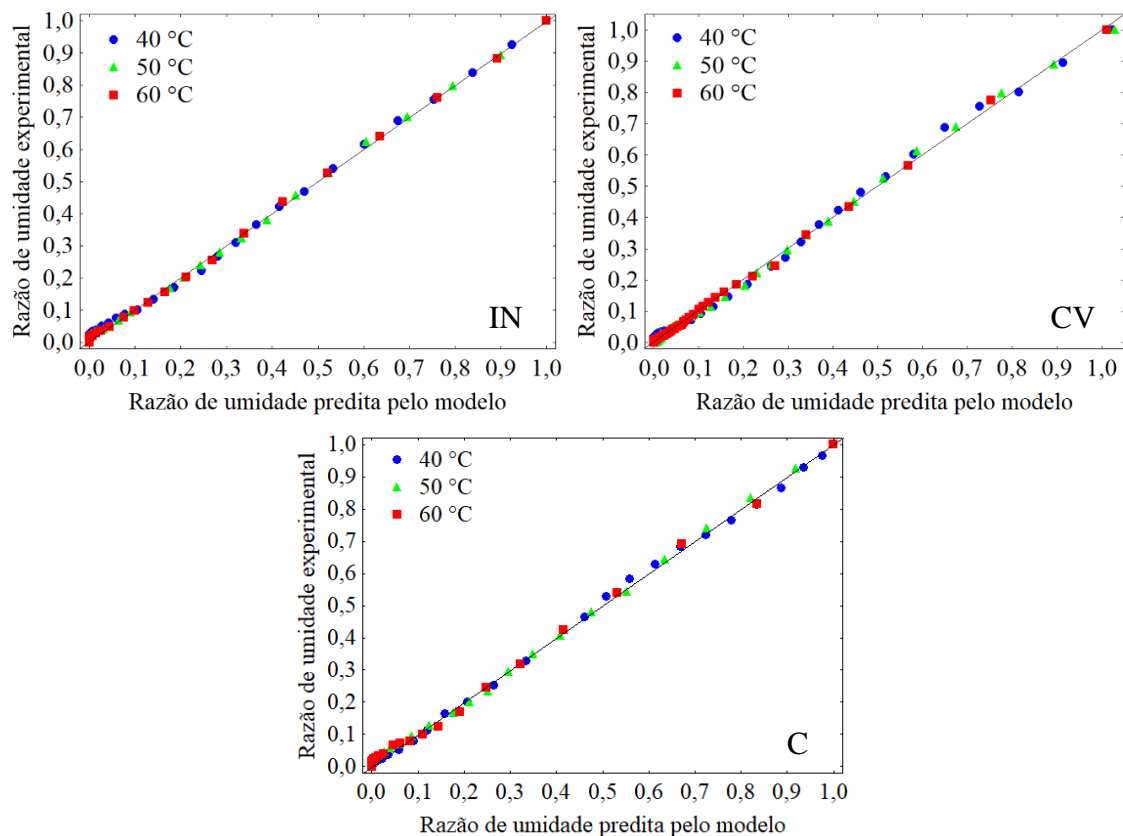 1,0
0,9
0,8
0,7
0,6
0,5
0,4
0,3
0,2
0,1
0,0
Razão de umidade experimental
40 °C
50 °C
60 °C
IN
0,0 0,1 0,2 0,3 0,4 0,5 0,6 0,7 0,8 0,9 1,0
Razão de umidade predita pelo modelo
1,0
0,9
0,8
0,7
0,6
0,5
0,4
0,3
0,2
0,1
0,0
Razão de umidade experimental
40 °C
50 °C
60 °C
CV
0,0 0,1 0,2 0,3 0,4 0,5 0,6 0,7 0,8 0,9 1,0
Razão de umidade predita pelo modelo
1,0
0,9
0,8
0,7
0,6
0,5
0,4
0,3
0,2
0,1
0,0
Razão de umidade experimental
40 °C
50 °C
60 °C
C
0,0 0,1 0,2 0,3 0,4 0,5 0,6 0,7 0,8 0,9 1,0
Razão de umidade predita pelo modelo